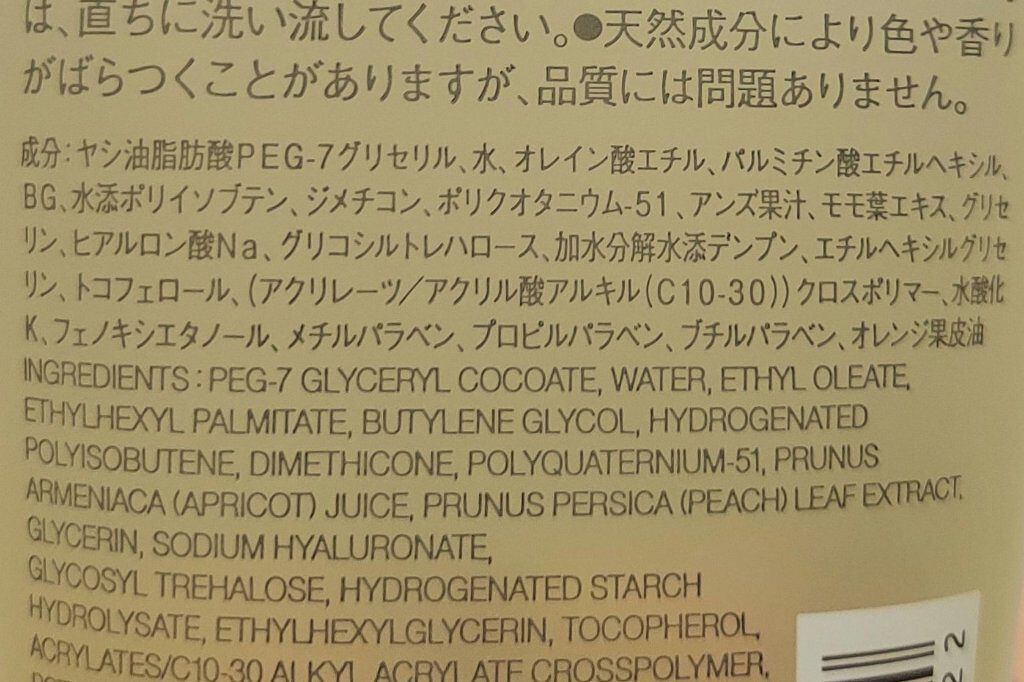 は、直ちに洗い流してください。●天然成分により色や香り
がばらつくことがありますが、品質には問題ありません。
成分：ヤシ油脂肪酸PEG-7グリセリル、水、オレイン酸エチル、パルミチン酸エチルヘキシル、
BG、水添ポリイソブテン、ジメチコン、ポリクオタニウム-51、アンズ果汁、モモ葉エキス、グリセ
リン、ヒアルロン酸Na、グリコシルトレハロース、加水分解水添デンプン、エチルヘキシルグリセ
リン、トコフェロール、（アクリレーツ／アクリル酸アルキル（C10-30））クロスポリマー、水酸化
K、フェノキシエタノール、メチルパラベン、プロピルパラベン、ブチルパラベン、オレンジ果皮油
INGREDIENTS : PEG-7 GLYCERYL COCOATE, WATER, ETHYL OLEATE,
ETHYLHEXYL PALMITATE, BUTYLENE GLYCOL, HYDROGENATED
POLYISOBUTENE, DIMETHICONE, POLYQUATERNIUM-51, PRUNUS
ARMENIACA (APRICOT) JUICE, PRUNUS PERSICA (PEACH) LEAF EXTRACT,
GLYCERIN, SODIUM HYALURONATE,
GLYCOSYL TREHALOSE, HYDROGENATED STARCH
HYDROLYSATE, ETHYLHEXYLGLYCERIN, TOCOPHEROL,
ACRYLATES/C10-30 ALKYL ACRYLATE CROSSPOLYMER,
22